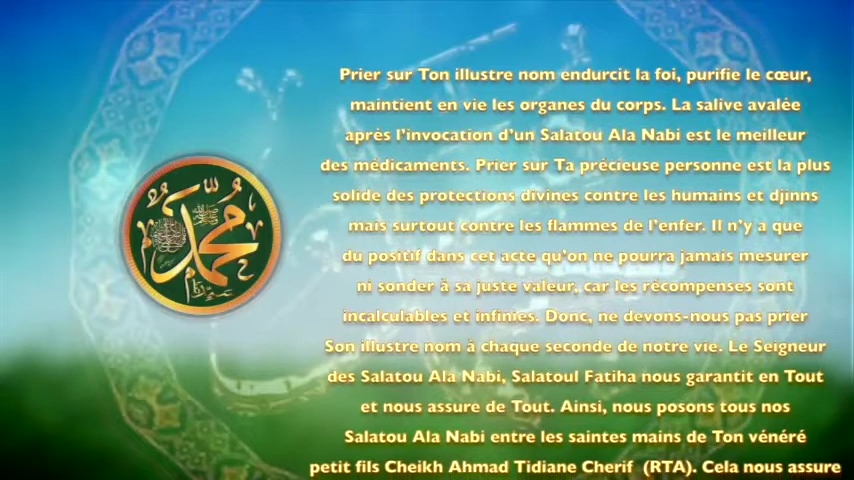 محمد
Prier sur Ton illustre nom endurcit la foi, purifie le cœur,
maintient en vie les organes du corps. La salive avalée
après l'invocation d'un Salatou Ala Nabi est le meilleur
des médicaments. Prier sur Ta précieuse personne est la plus
solide des protections divines contre les humains et djinns
mais surtout contre les flammes de l'enfer. Il n'y a que
du positif dans cet acte qu'on ne pourra jamais mesurer
ni sonder à sa juste valeur, car les récompenses sont
incalculables et infinies. Donc, ne devons-nous pas prier
Son illustre nom à chaque seconde de notre vie. Le Seigneur
des Salatou Ala Nabi, Salatoul Fatiha nous garantit en Tout
et nous assure de Tout. Ainsi, nous posons tous nos
Salatou Ala Nabi entre les saintes mains de Ton vénéré
petit fils Cheikh Ahmad Tidiane Cherif (RTA). Cela nous assure